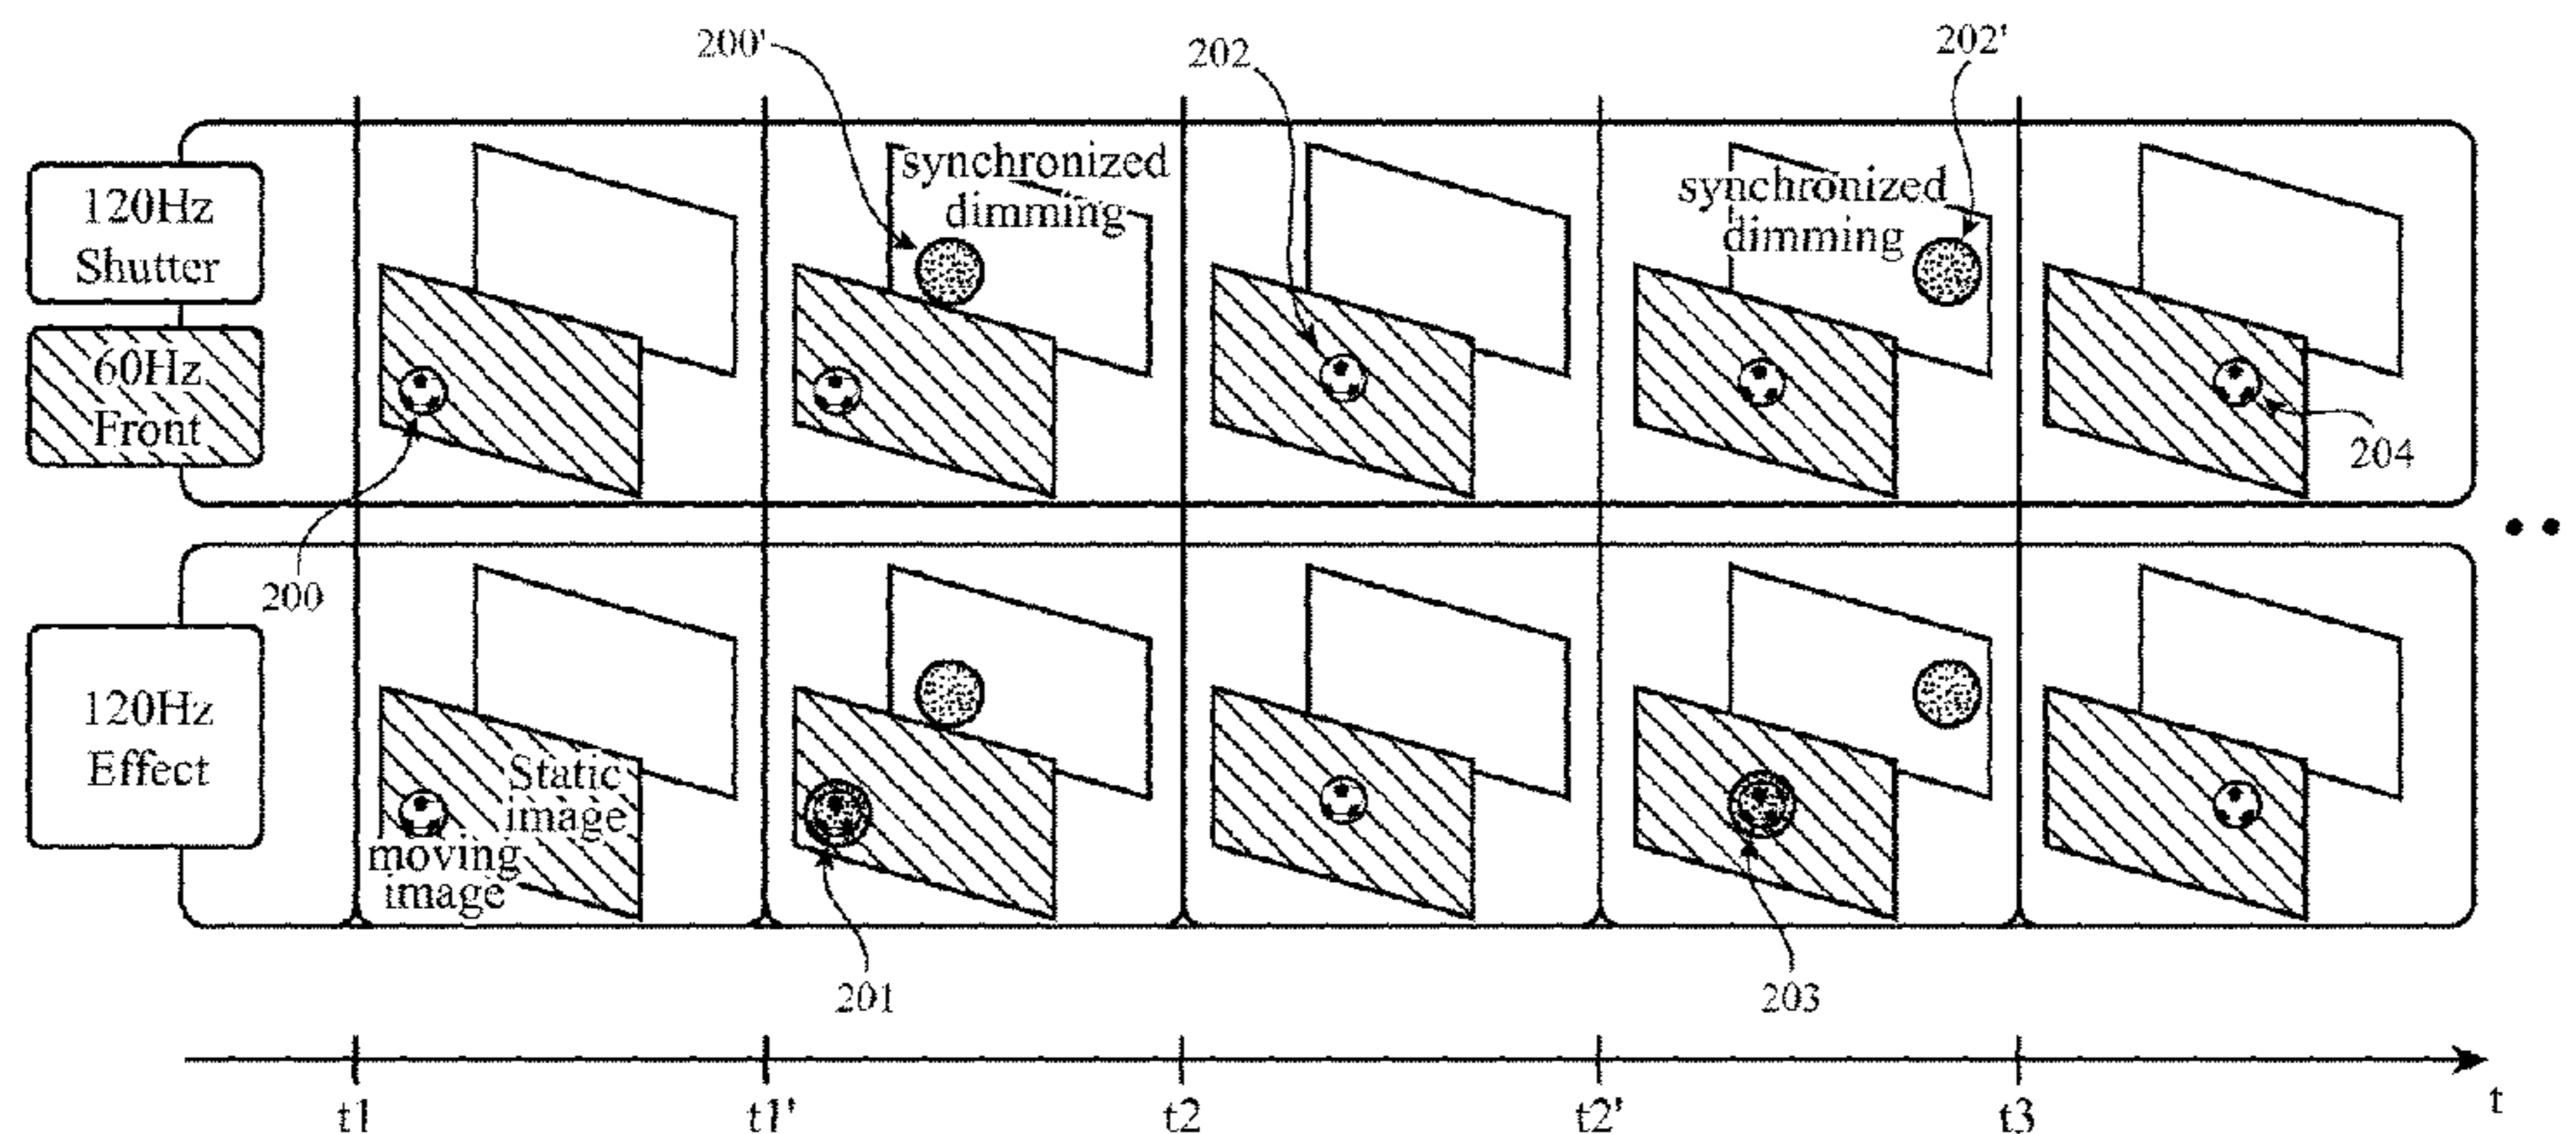 200'
202
202'
synchronized
dimming
synchronized
dimming
120Hz
Shutter
60Hz
Front
204
200
120Hz
Effect
Static
image
moving
image
201
203
t1
t1'
t2
t2'
t3
t